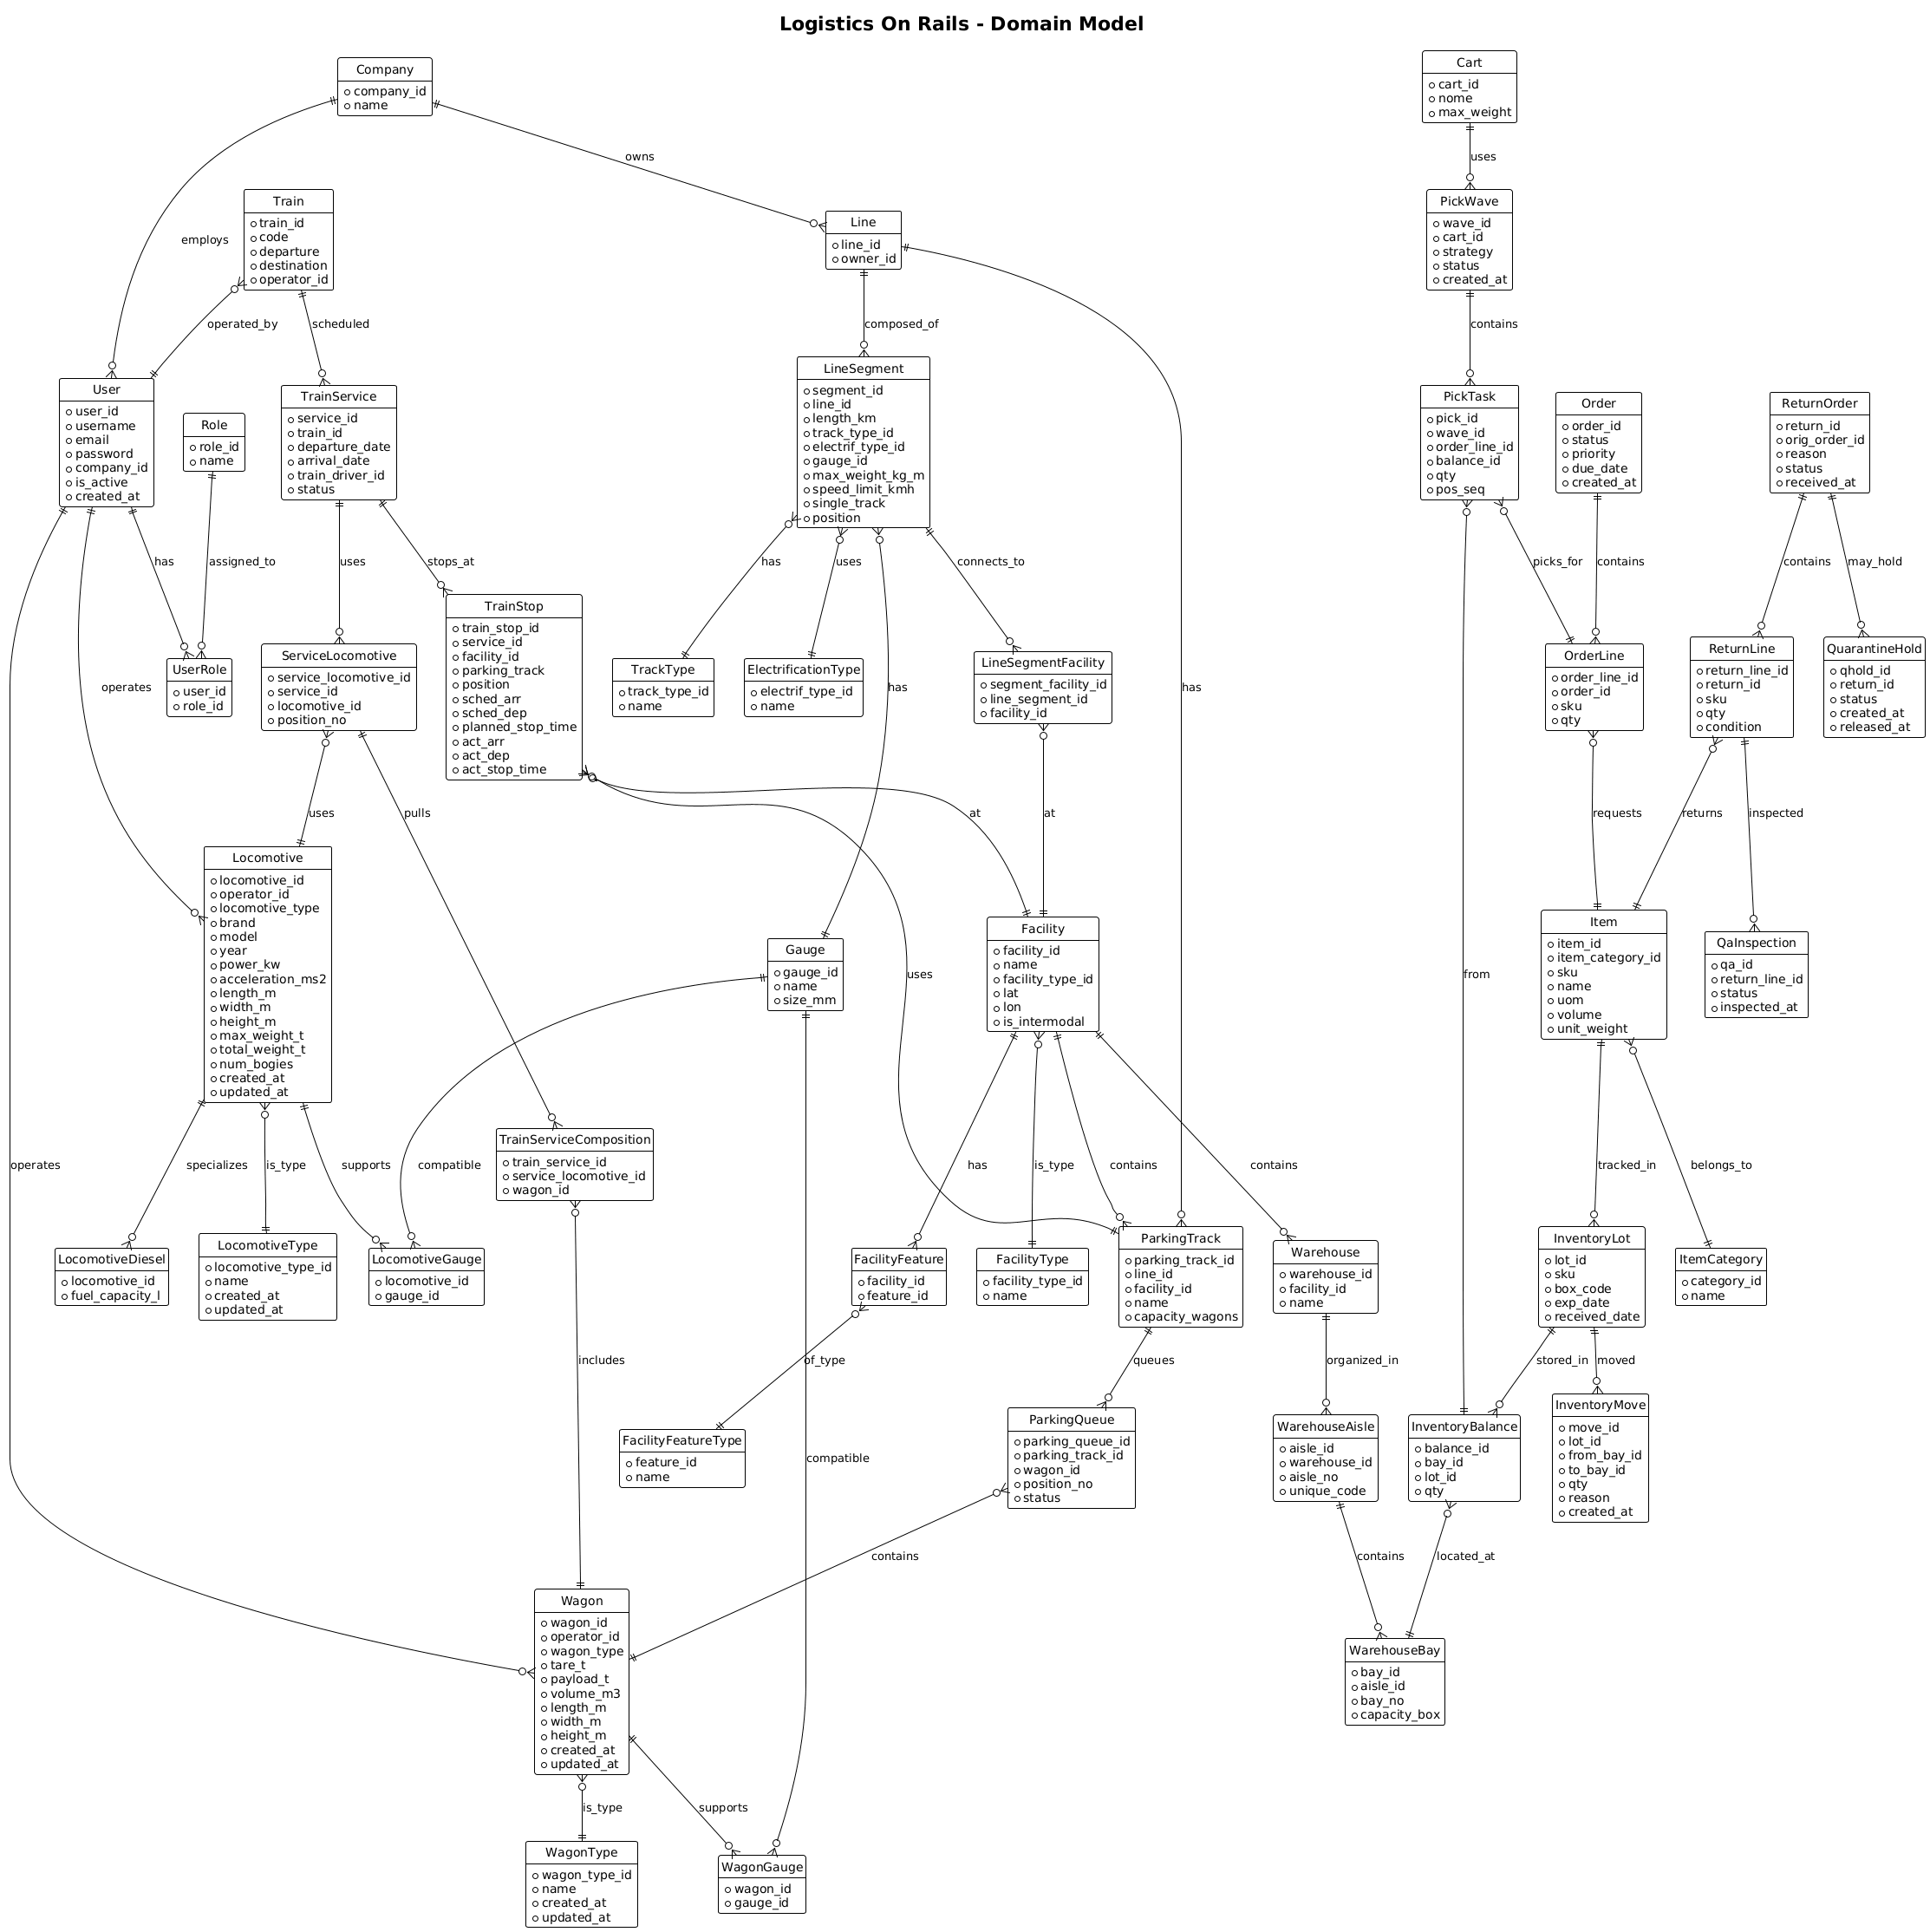 Logistics On Rails - Domain Model
Company
company_id
name
Cart
cart_id
nome
max_weight
owns
uses
Train
train_id
code
departure
destination
operator_id
employs
Line
line_id
owner_id
PickWave
wave_id
cart_id
strategy
status
created_at
operated_by
scheduled
composed_of
contains
User
user_id
username
email
password
company_id
is_active
created_at
Role
role_id
name
TrainService
service_id
train_id
departure_date
arrival_date
train_driver_id
status
LineSegment
segment_id
line_id
length_km
track_type_id
electrif_type_id
gauge_id
max_weight_kg_m
speed_limit_kmh
single_track
position
PickTask
pick_id
wave_id
order_line_id
balance_id
qty
pos_seq
Order
order_id
status
priority
due_date
created_at
ReturnOrder
return_id
orig_order_id
reason
status
received_at
has
assigned_to
uses
stops_at
has
uses
connects_to
picks_for
contains
contains
may_hold
UserRole
user_id
role_id
ServiceLocomotive
service_locomotive_id
service_id
locomotive_id
position_no
TrainStop
train_stop_id
service_id
facility_id
parking_track
position
sched_arr
sched_dep
planned_stop_time
act_arr
act_dep
act_stop_time
TrackType
track_type_id
name
ElectrificationType
electrif_type_id
name
LineSegmentFacility
segment_facility_id
line_segment_id
facility_id
OrderLine
order_line_id
order_id
sku
qty
ReturnLine
return_line_id
return_id
sku
qty
condition
QuarantineHold
qhold_id
return_id
status
created_at
released_at
operates
has
has
uses
pulls
at
at
requests
returns
inspected
Locomotive
locomotive_id
operator_id
locomotive_type
brand
model
year
power_kw
acceleration_ms2
length_m
width_m
height_m
max_weight_t
total_weight_t
num_bogies
created_at
updated_at
Gauge
gauge_id
name
size_mm
uses
Facility
facility_id
name
facility_type_id
lat
lon
is_intermodal
from
Item
item_id
item_category_id
sku
name
uom
volume
unit_weight
QaInspection
qa_id
return_line_id
status
inspected_at
operates
specializes
is_type
supports
compatible
TrainServiceComposition
train_service_id
service_locomotive_id
wagon_id
has
is_type
contains
contains
tracked_in
belongs_to
LocomotiveDiesel
locomotive_id
fuel_capacity_l
LocomotiveType
locomotive_type_id
name
created_at
updated_at
LocomotiveGauge
locomotive_id
gauge_id
FacilityFeature
facility_id
feature_id
FacilityType
facility_type_id
name
ParkingTrack
parking_track_id
line_id
facility_id
name
capacity_wagons
Warehouse
warehouse_id
facility_id
name
InventoryLot
lot_id
sku
box_code
exp_date
received_date
ItemCategory
category_id
name
includes
of_type
queues
organized_in
stored_in
moved
FacilityFeatureType
feature_id
name
compatible
ParkingQueue
parking_queue_id
parking_track_id
wagon_id
position_no
status
WarehouseAisle
aisle_id
warehouse_id
aisle_no
unique_code
InventoryBalance
balance_id
bay_id
lot_id
qty
InventoryMove
move_id
lot_id
from_bay_id
to_bay_id
qty
reason
created_at
contains
contains
located_at
Wagon
wagon_id
operator_id
wagon_type
tare_t
payload_t
volume_m3
length_m
width_m
height_m
created_at
updated_at
WarehouseBay
bay_id
aisle_id
bay_no
capacity_box
is_type
supports
WagonType
wagon_type_id
name
created_at
updated_at
WagonGauge
wagon_id
gauge_id